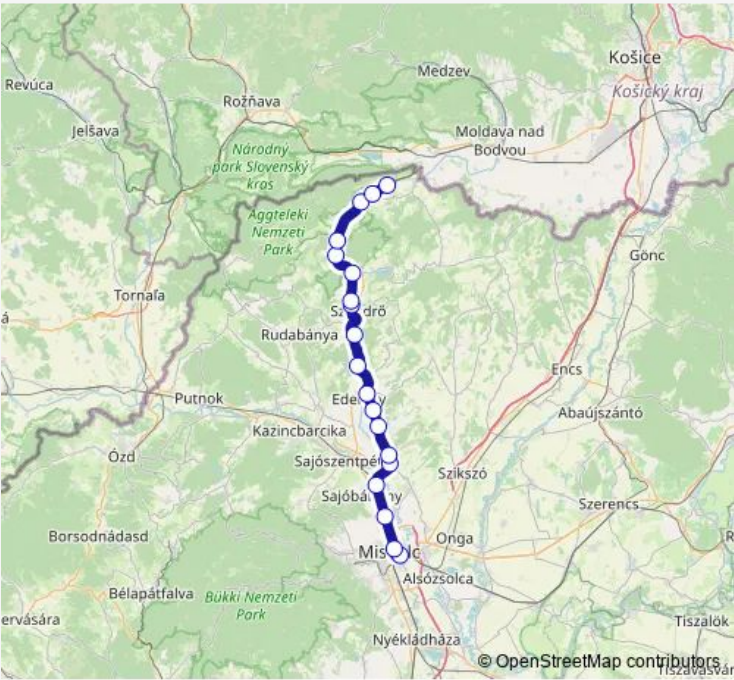 Košice
Medzev
Revúca
Košický kraj
Rožňava
Jelšava
Moldava nad
Bodvou
Národný
park Slovenský
kras
Aggteleki
Nemzeti
Park
Gönc
Tornaľa
á
Rudabánya
Encs
Putnok
Abaújszántó
Kazincbarcika
Ózd
Szikszó
Szerencs
Borsodnádasd
Onga
Alsózsolca
Bélapátfalva
Bükki Nemzeti
Park
ervására
Tiszalök
Nyékládháza
© OpenStreetMap contributors